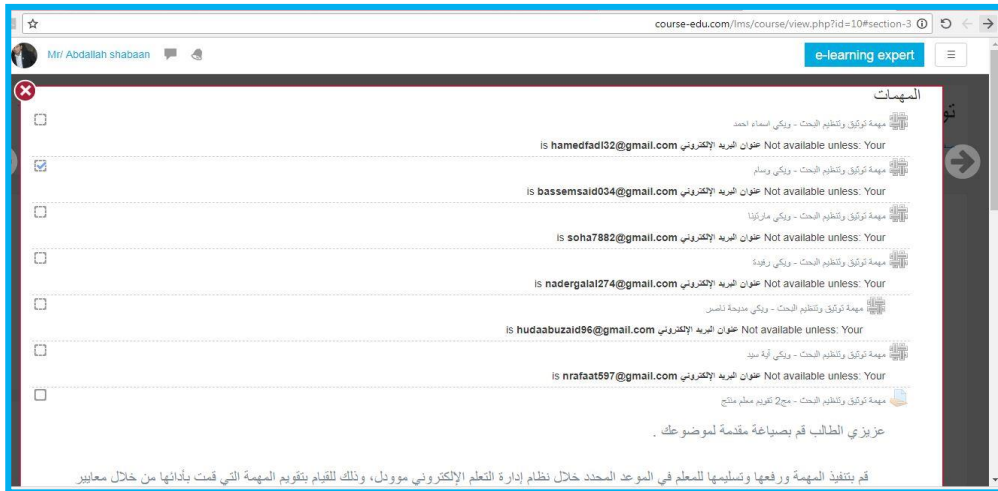 course-edu.com/lms/course/view.php?id=10#section-3
Mr/ Abdallah shabaan
e-learning expert
تو
المهمات
مهمة توثيق وتنظيم البحث - ويكي اسماء احمد
Not available unless: Your عنوان البريد الإلكتروني is hamedfadl32@gmail.com
مهمة توثيق وتنظيم البحث - ويكي وسام
Not available unless: Your عنوان البريد الإلكتروني is bassemsaid034@gmail.com
مهمة توثيق وتنظيم البحث - ويكي مارتينا
Not available unless: Your عنوان البريد الإلكتروني is soha7882@gmail.com
مهمة توثيق وتنظيم البحث - ويكي رفيدة
Not available unless: Your عنوان البريد الإلكتروني is nadergalal274@gmail.com
مهمة توثيق وتنظيم البحث - ويكي مديحة ناصر
Not available unless: Your عنوان البريد الإلكتروني is hudaabuzaid96@gmail.com
مهمة توثيق وتنظيم البحث - ويكي آية سيد
Not available unless: Your عنوان البريد الإلكتروني is nrafaat597@gmail.com
مهمة توثيق وتنظيم البحث - مج2 تقويم معلم منتج
عزيزي الطالب قم بصياغة مقدمة لموضوعك .
قم بتنفيذ المهمة ورفعها وتسليمها للمعلم في الموعد المحدد خلال نظام إدارة التعلم الإلكتروني موودل، وذلك للقيام بتقويم المهمة التي قمت بأدائها من خلال معايير